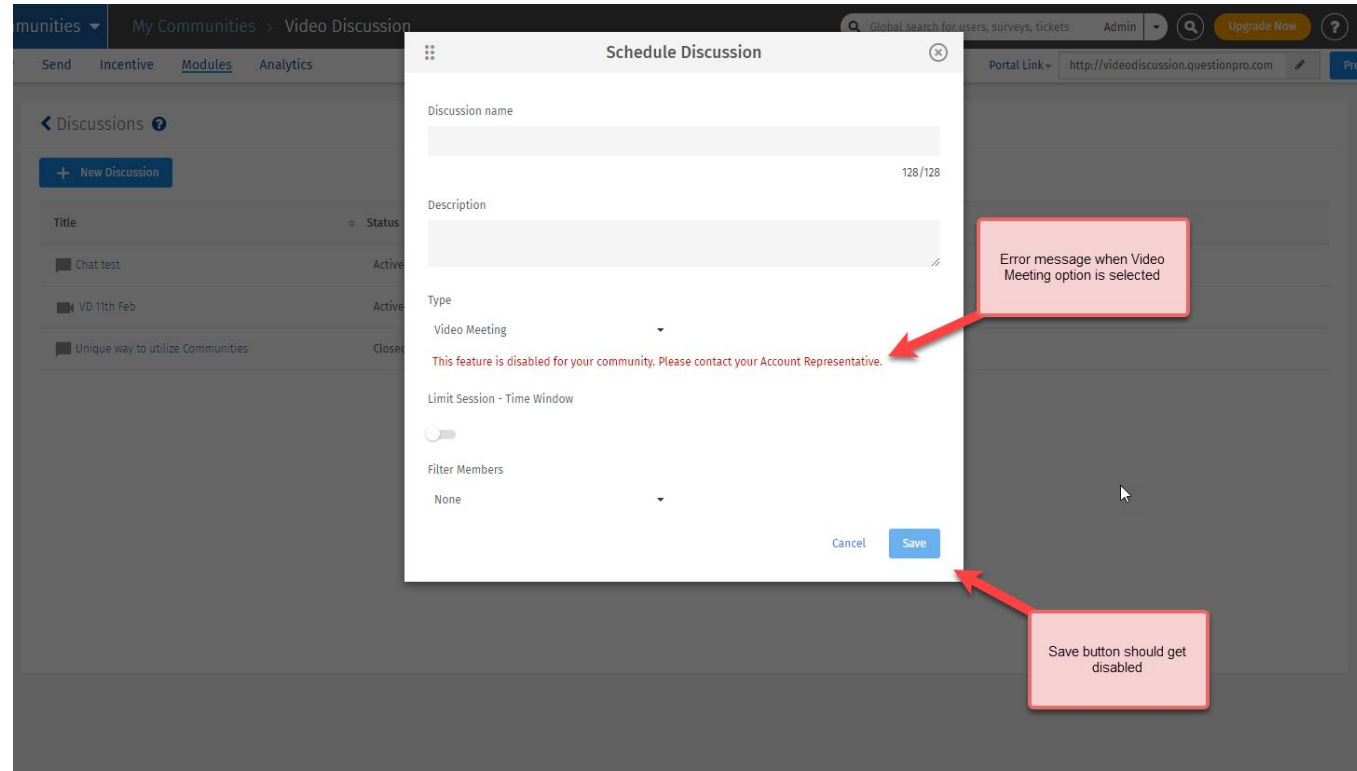 munities
My Communities > Video Discussion
Global search for users, surveys, tickets
Admin
Upgrade Now
?
Send Incentive Modules Analytics
Portal Link
http://videodiscussion.questionpro.com
Discussions ?
+ New Discussion
Title
Status
Chat test
Active
VD 11th Feb
Active
Unique way to utilize Communities
Closed
Schedule Discussion
Discussion name
128/128
Description
Type
Video Meeting
This feature is disabled for your community. Please contact your Account Representative.
Limit Session - Time Window
Filter Members
None
Cancel
Save
Error message when Video
Meeting option is selected
Save button should get
disabled